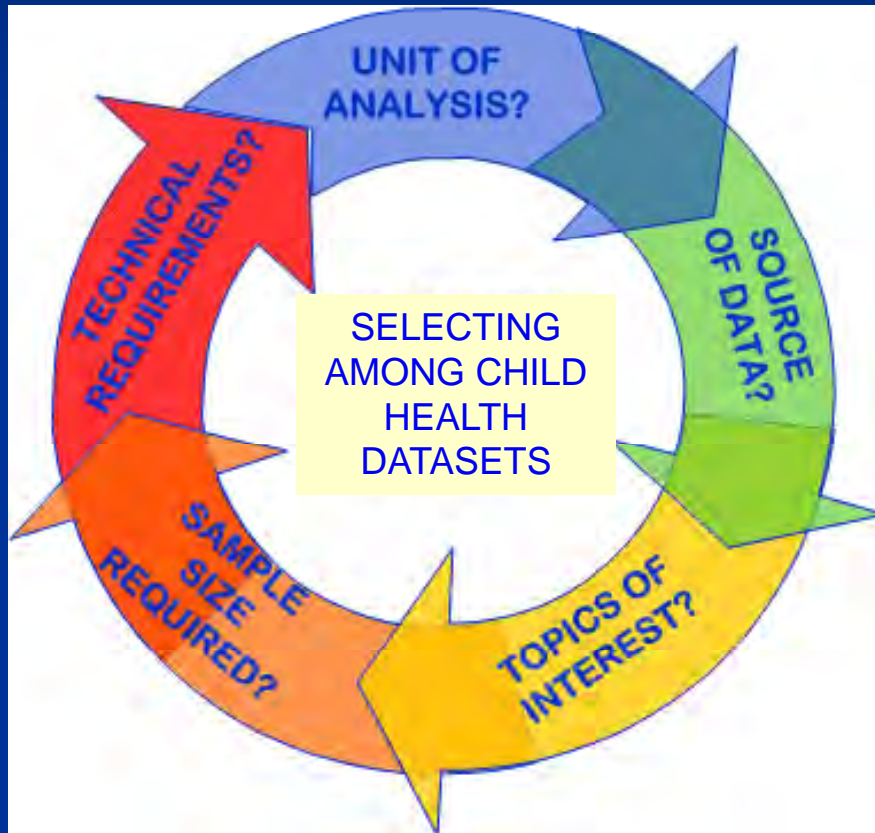 UNIT OF
ANALYSIS?
SOURCE
OF DATA?
TOPICS OF
INTEREST?
SAMPLE
SIZE
REQUIRED?
TECHNICAL
REQUIREMENTS?
SELECTING
AMONG CHILD
HEALTH
DATASETS